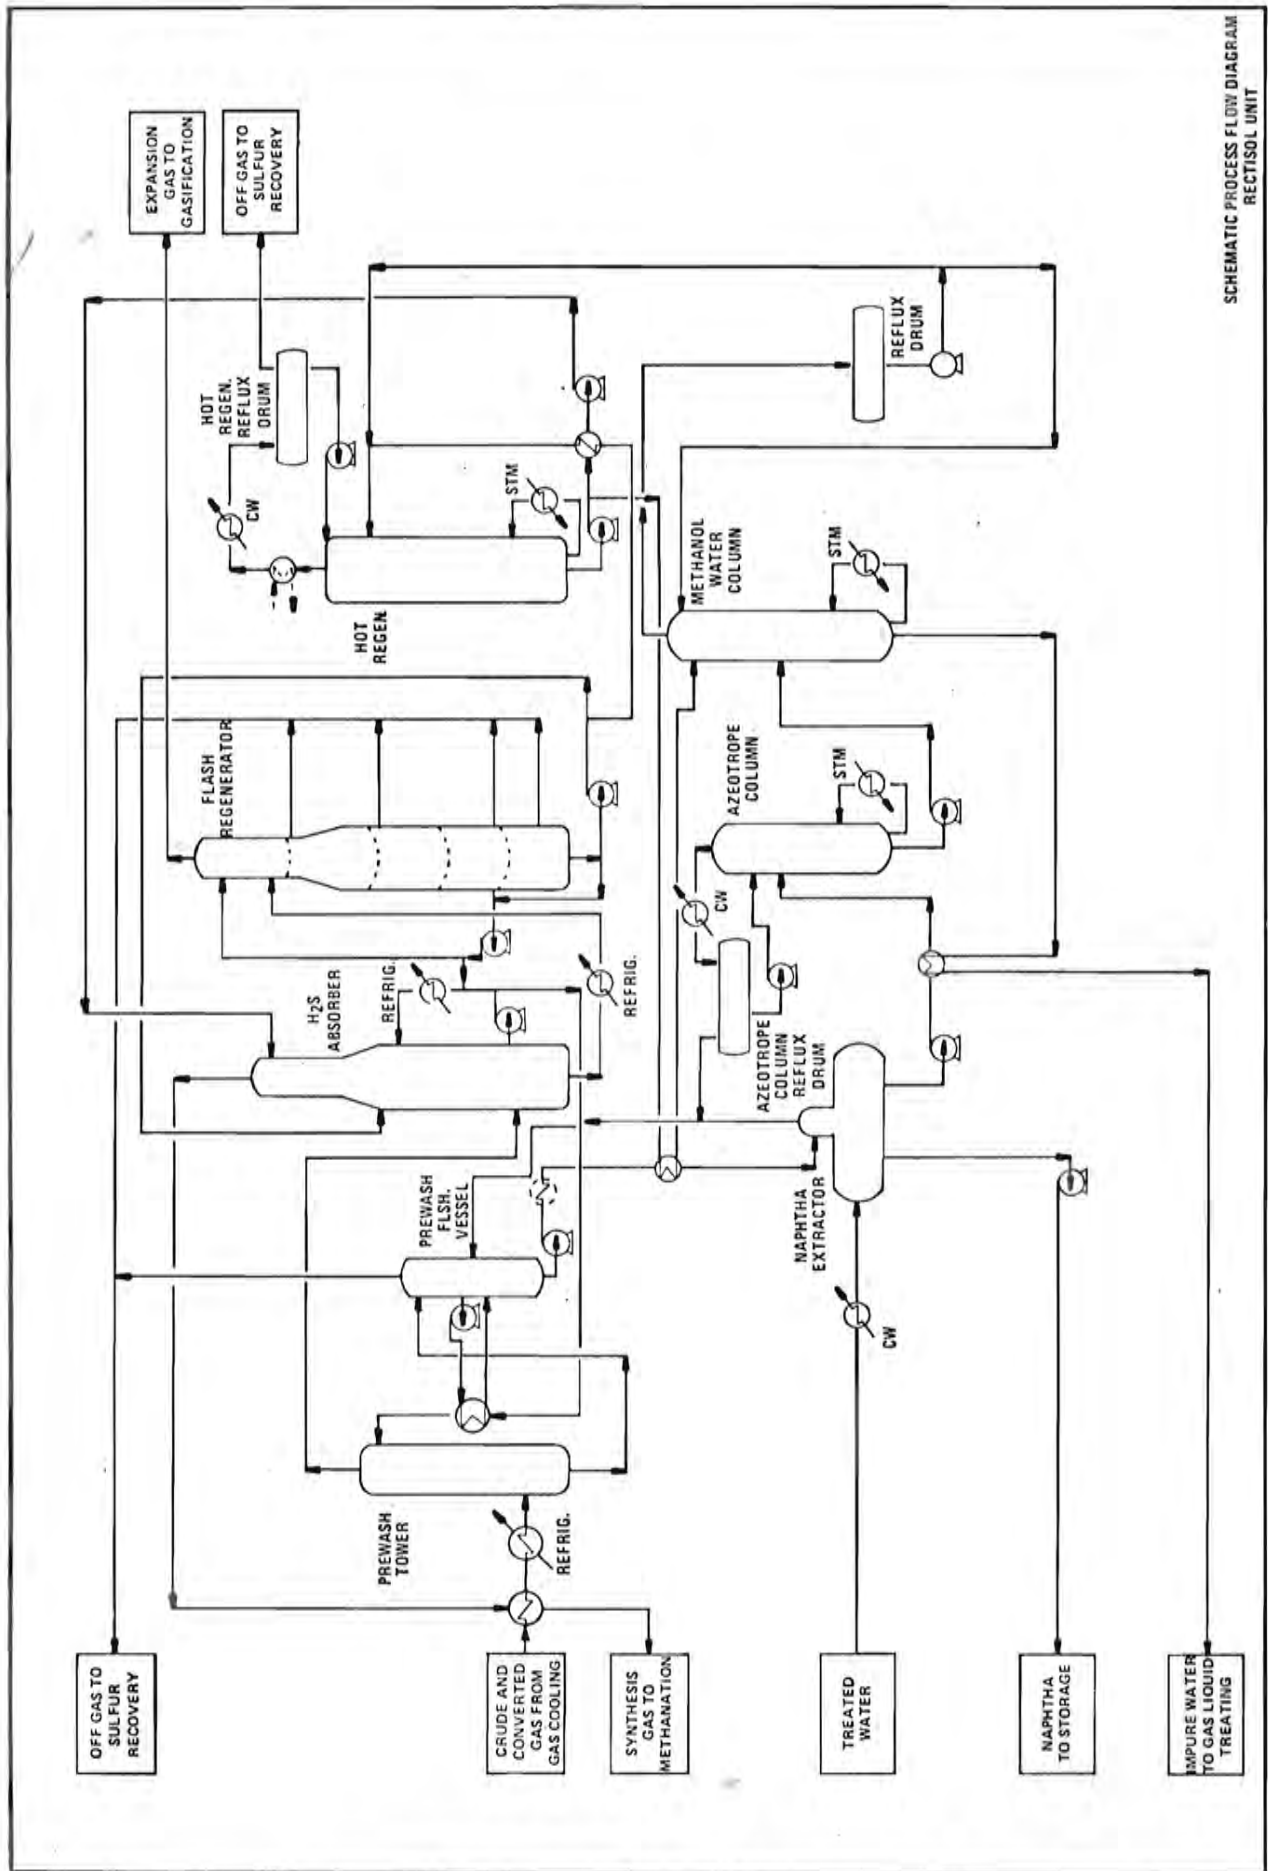 EXPANSION
GAS TO
GASIFICATION
OFF GAS TO
SULFUR
RECOVERY
HOT
REGEN.
REFLUX
DRUM
CW
STM
HOT
REGEN
REFLUX
DRUM
FLASH
REGENERATOR
METHANOL
WATER
COLUMN
STM
H2S
ABSORBER
REFRIG.
REFRIG.
AZEOTROPE
COLUMN
STM
CW
AZEOTROPE
COLUMN
REFLUX
DRUM
PREWASH
FLSH.
VESSEL
NAPHTHA
EXTRACTOR
CW
PREWASH
TOWER
REFRIG.
OFF GAS TO
SULFUR
RECOVERY
CRUDE AND
CONVERTED
GAS FROM
GAS COOLING
SYNTHESIS
GAS TO
METHANATION
TREATED
WATER
NAPHTHA
TO STORAGE
IMPURE WATER
TO GAS LIQUID
TREATING
SCHEMATIC PROCESS FLOW DIAGRAM
RECTISOL UNIT